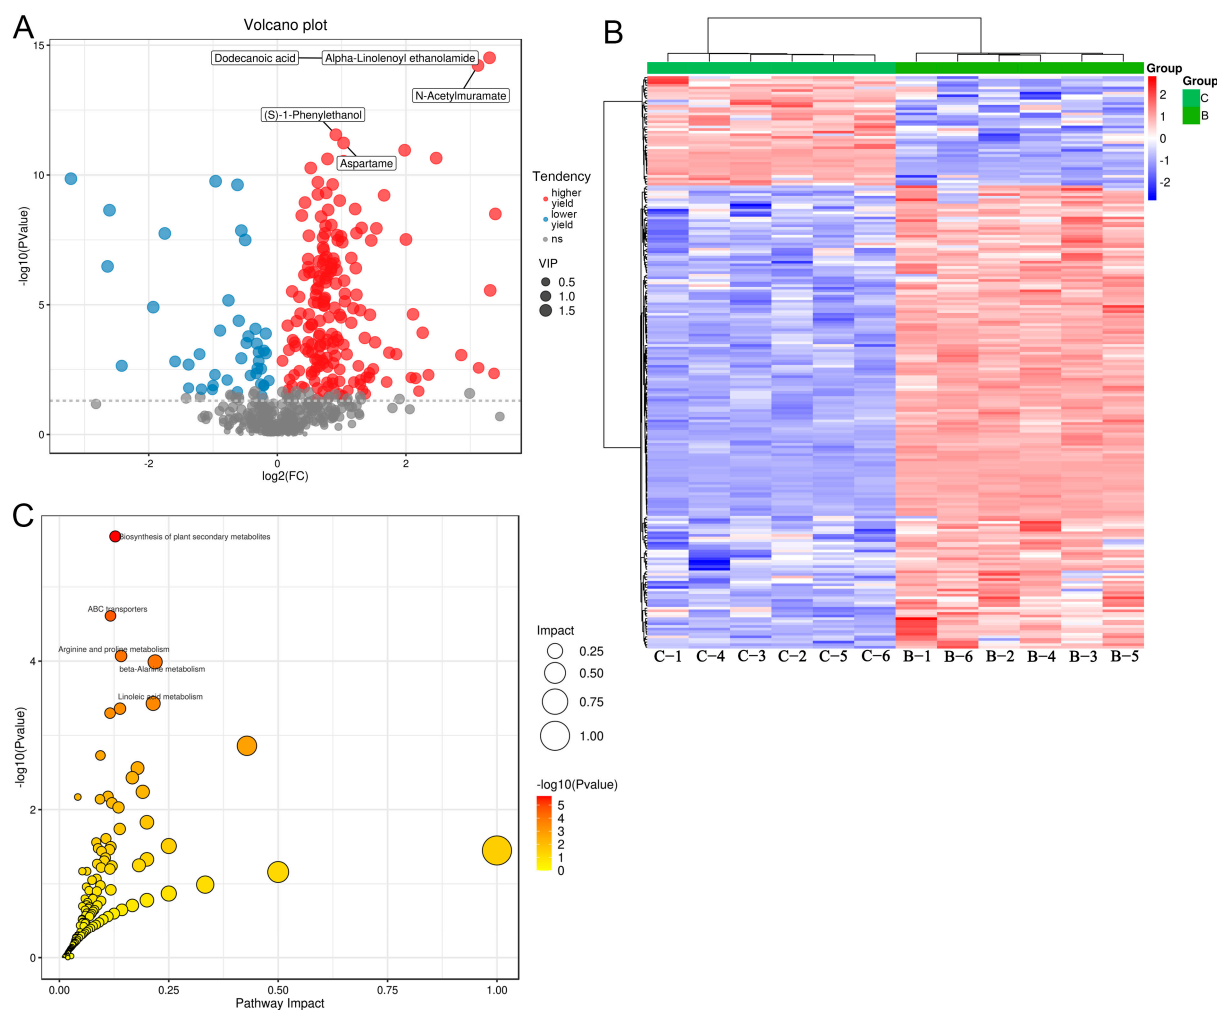 A
Volcano plot
15
10
5
0
-log10(PValue)
-2
0
2
log2(FC)
Dodecanoic acid
Alpha-Linolenoyl ethanolamide
N-Acetylmuramate
(S)-1-Phenylethanol
Aspartame
Tendency
higher
yield
lower
yield
ns
VIP
0.5
1.0
1.5
B
Group
2
1
0
-1
-2
Group
C
B
C-1 C-4 C-3 C-2 C-5 C-6 B-1 B-6 B-2 B-4 B-3 B-5
C
Biosynthesis of plant secondary metabolites
ABC transporters
Arginine and proline metabolism
beta-Alanine metabolism
Linoleic acid metabolism
4
2
0
-log10(Pvalue)
0.00
0.25
0.50
0.75
1.00
Pathway Impact
Impact
0.25
0.50
0.75
1.00
-log10(Pvalue)
5
4
3
2
1
0